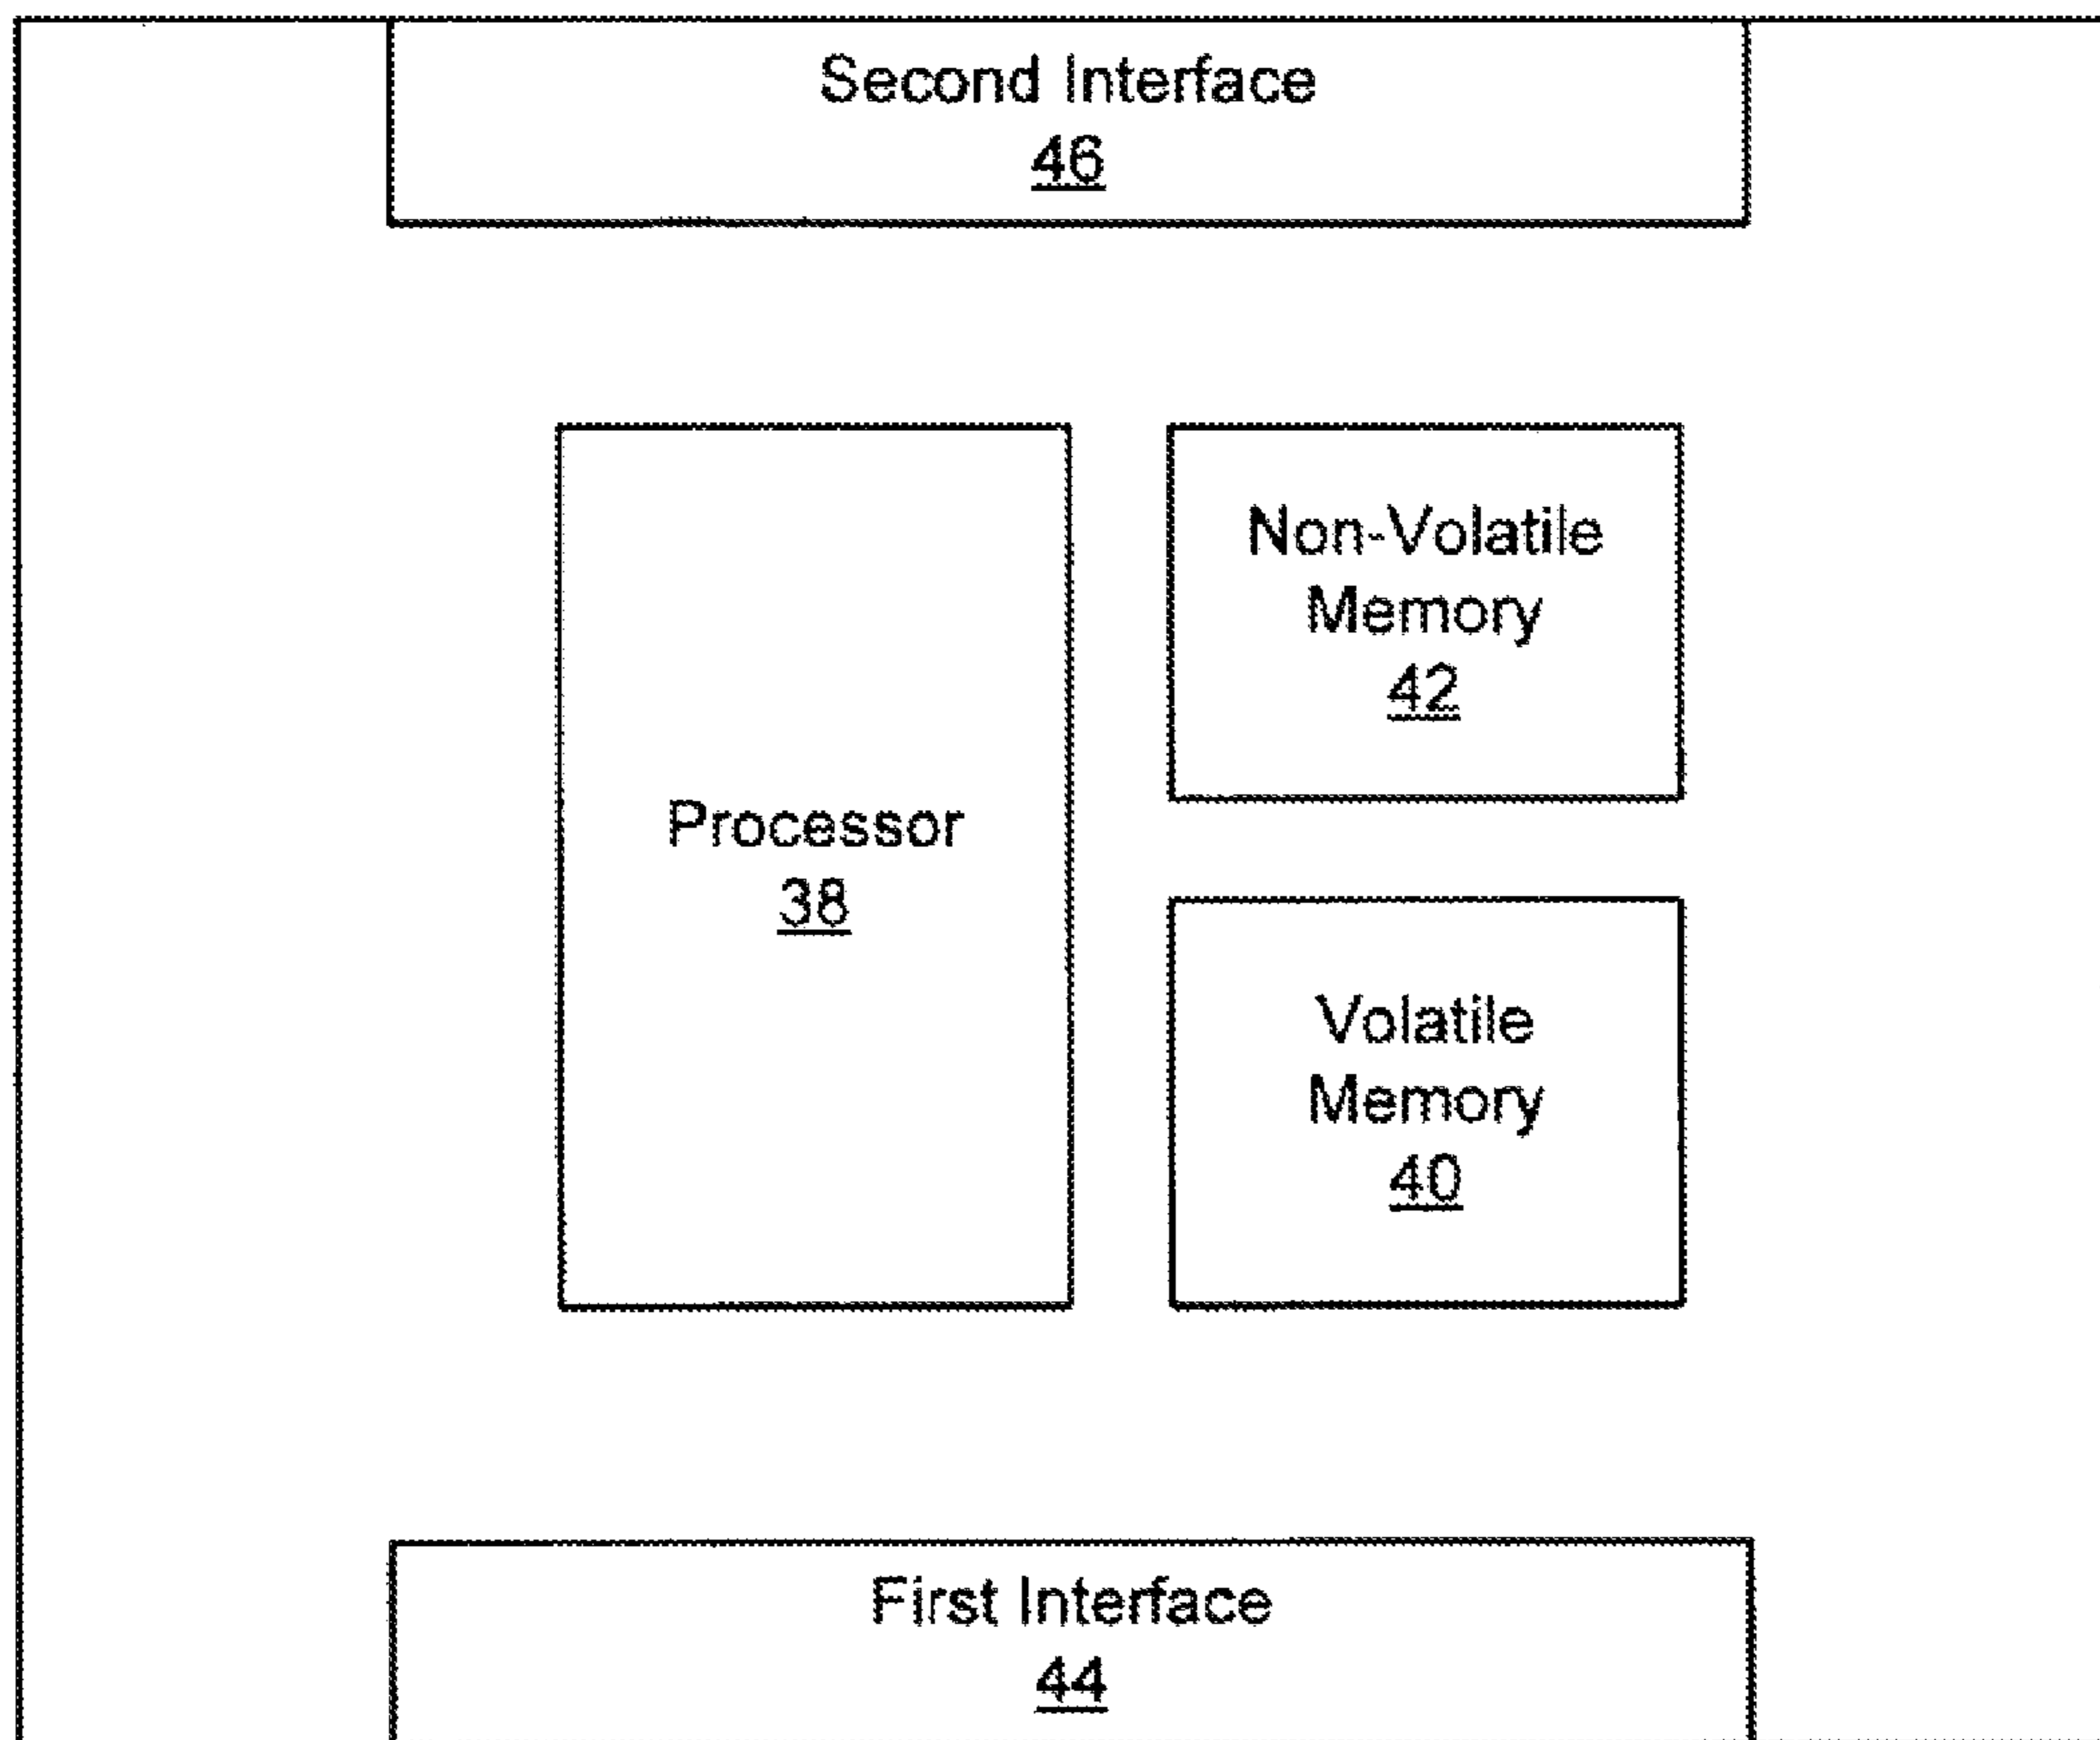 Second Interface
46
Processor
38
Non-Volatile
Memory
42
Volatile
Memory
40
First Interface
44